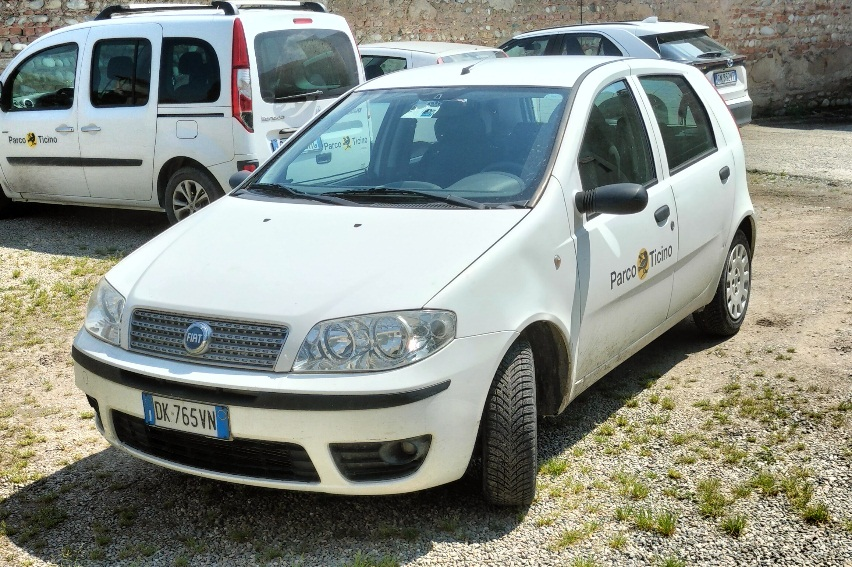 Parco Ticino
Parco Ticino
FIAT
DK 765VN